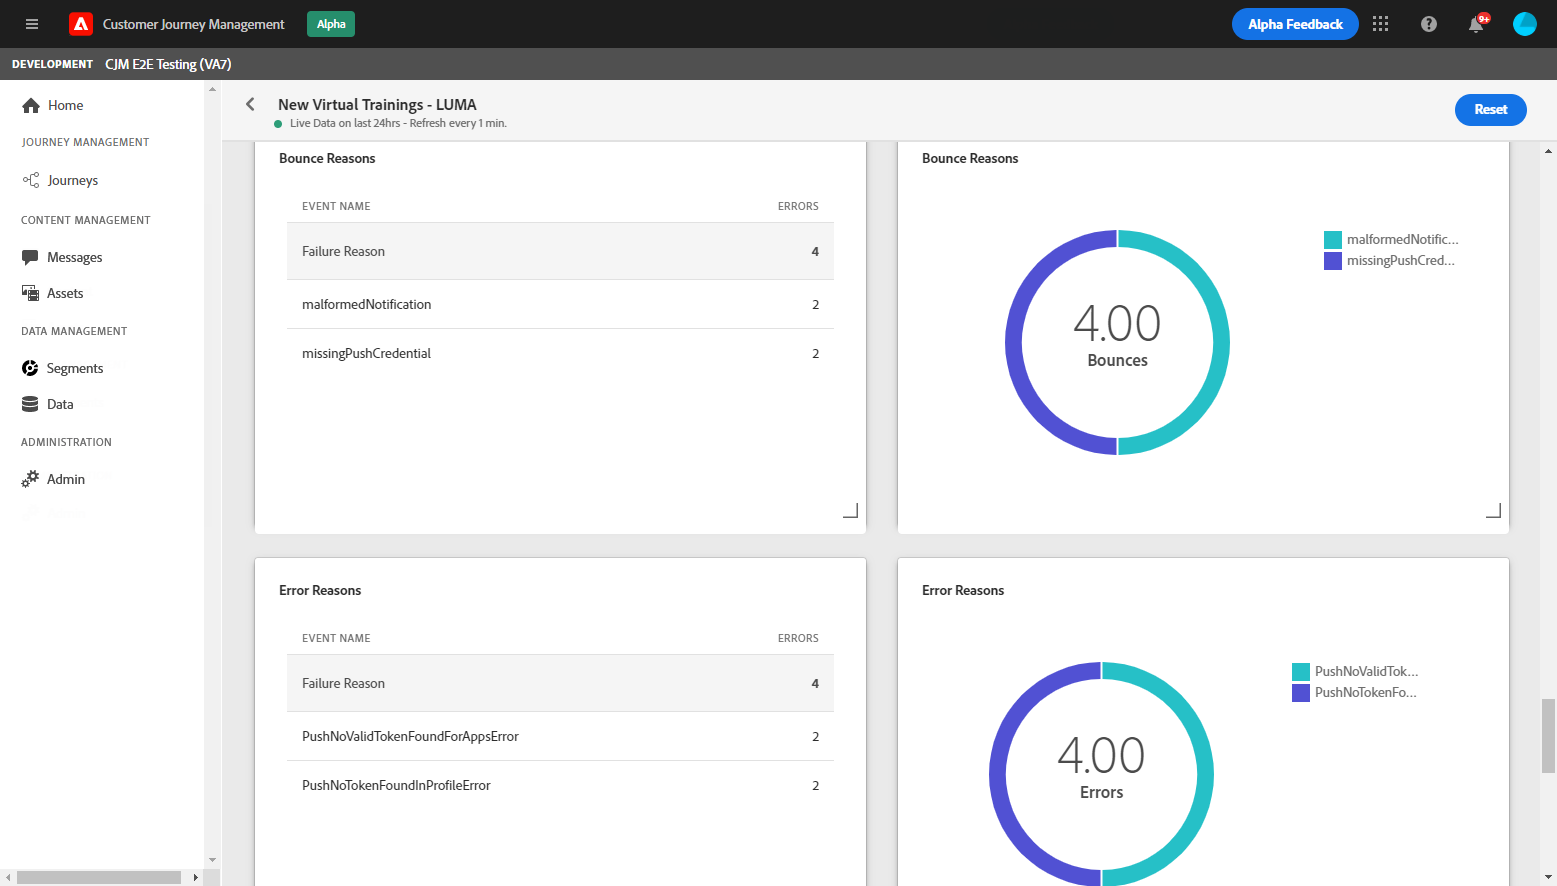 Customer Journey Management
Alpha
Alpha Feedback
9+
DEVELOPMENT CJM E2E Testing (VA7)
Home
JOURNEY MANAGEMENT
Journeys
CONTENT MANAGEMENT
Messages
Assets
DATA MANAGEMENT
Segments
Data
ADMINISTRATION
Admin
New Virtual Trainings - LUMA
Live Data on last 24hrs - Refresh every 1 min.
Reset
Bounce Reasons
EVENT NAME ERRORS
Failure Reason 4
malformedNotification 2
missingPushCredential 2
Bounce Reasons
4.00
Bounces
malformedNotific...
missingPushCred...
Error Reasons
EVENT NAME ERRORS
Failure Reason 4
PushNoValidTokenFoundForAppsError 2
PushNoTokenFoundInProfileError 2
Error Reasons
4.00
Errors
PushNoValidTok...
PushNoTokenFo...